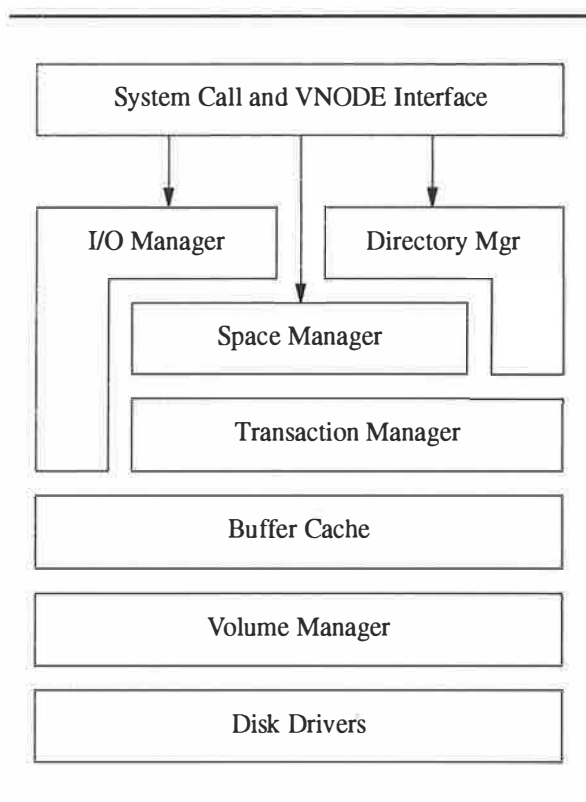 System Call and VNODE Interface
I/O Manager
Directory Mgr
Space Manager
Transaction Manager
Buffer Cache
Volume Manager
Disk Drivers